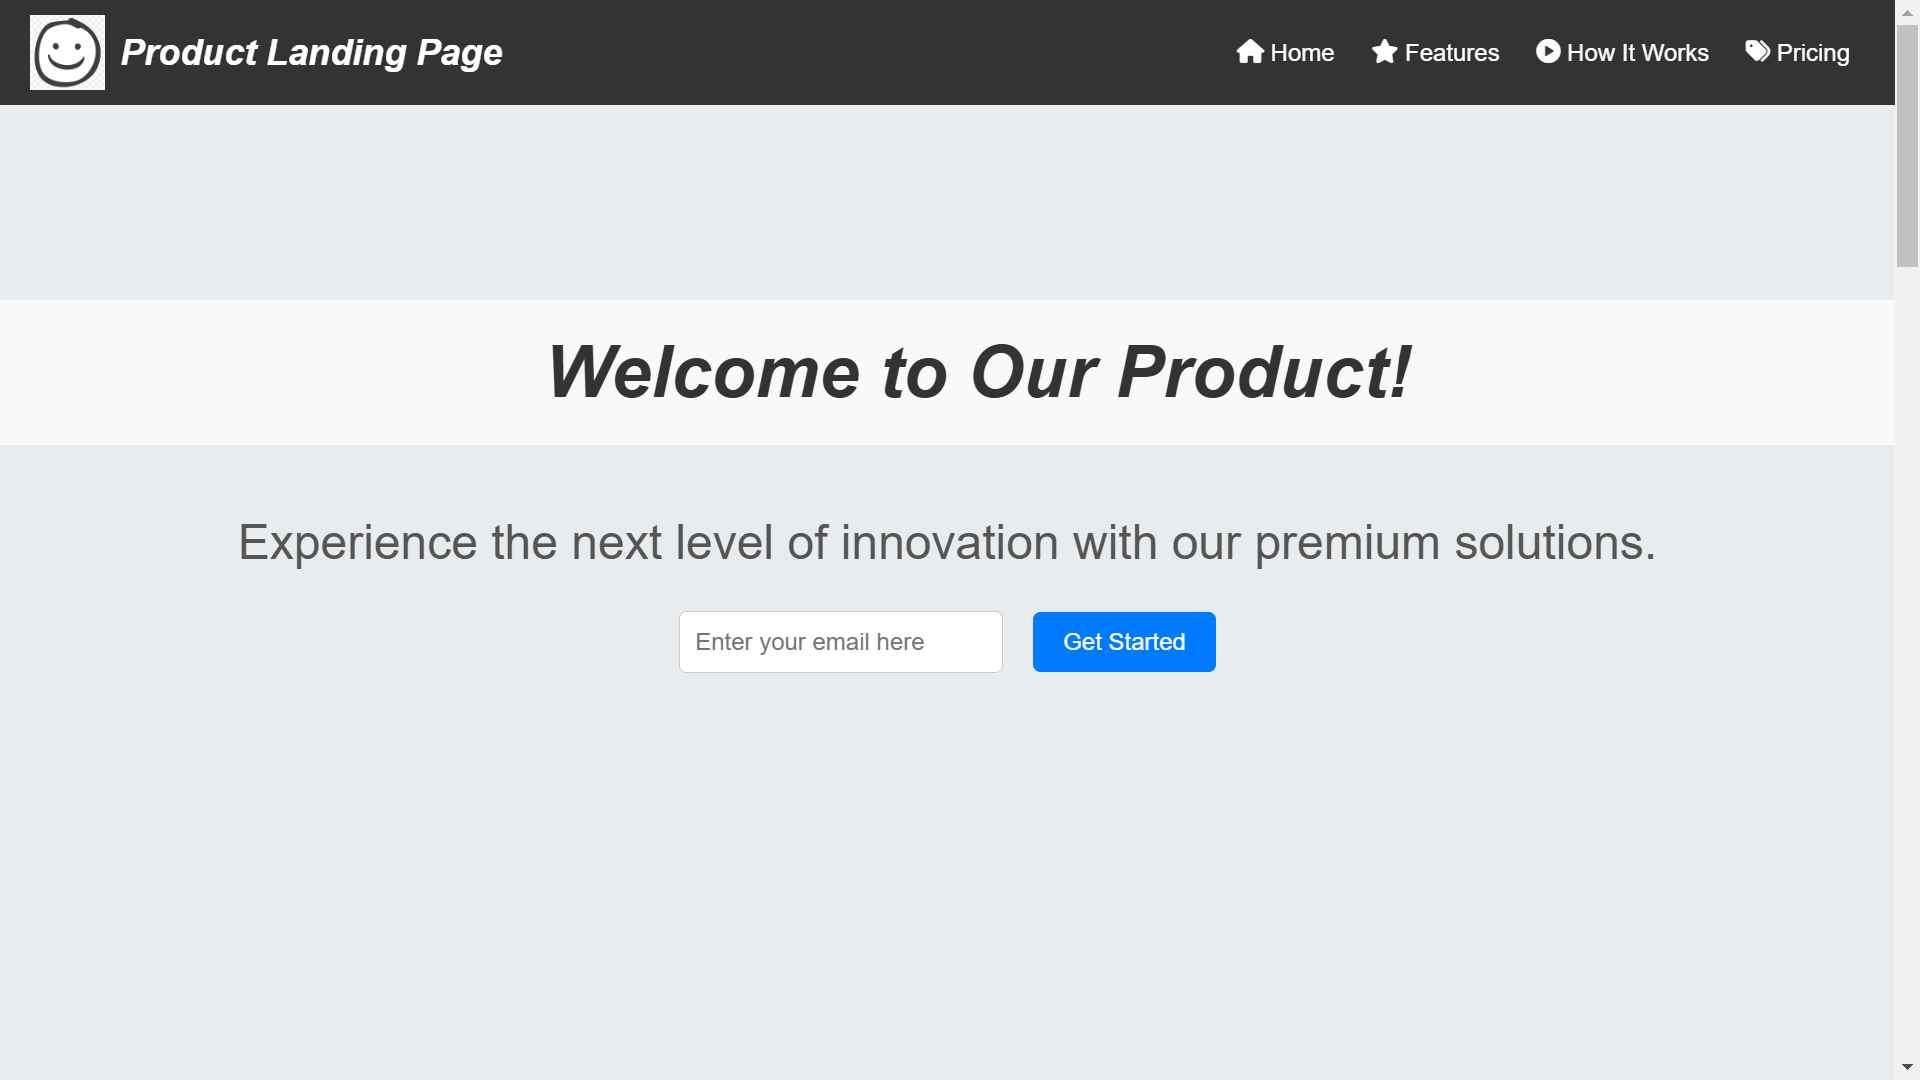 Product Landing Page
Home
Features
How It Works
Pricing
Welcome to Our Product!
Experience the next level of innovation with our premium solutions.
Enter your email here
Get Started